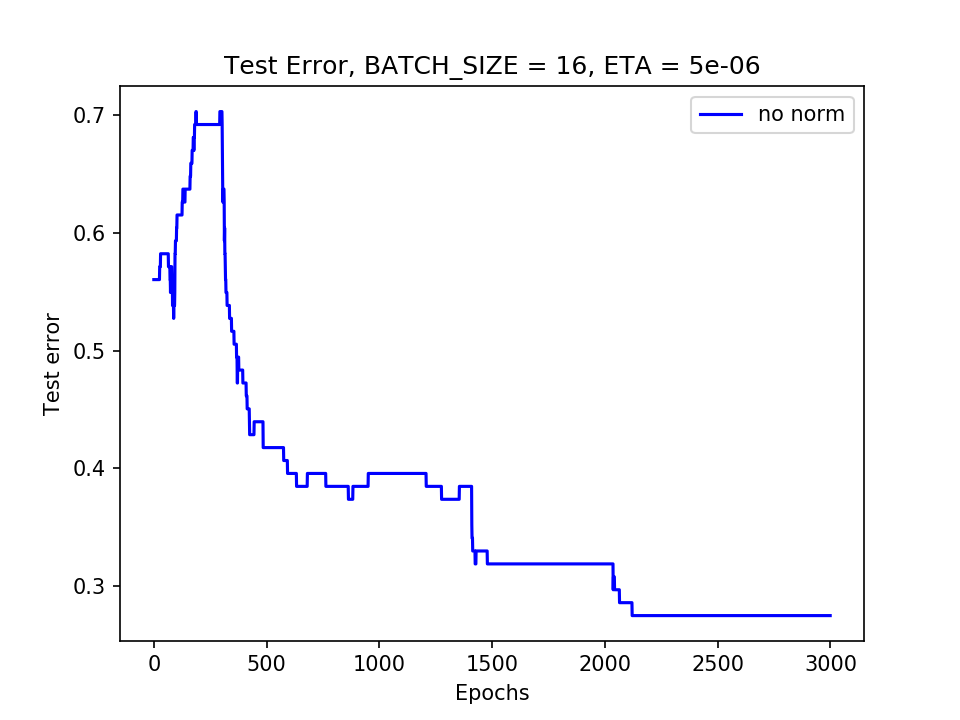 Test Error, BATCH_SIZE = 16, ETA = 5e-06
no norm
0.7
0.6
0.5
0.4
0.3
Test error
0 500 1000 1500 2000 2500 3000
Epochs